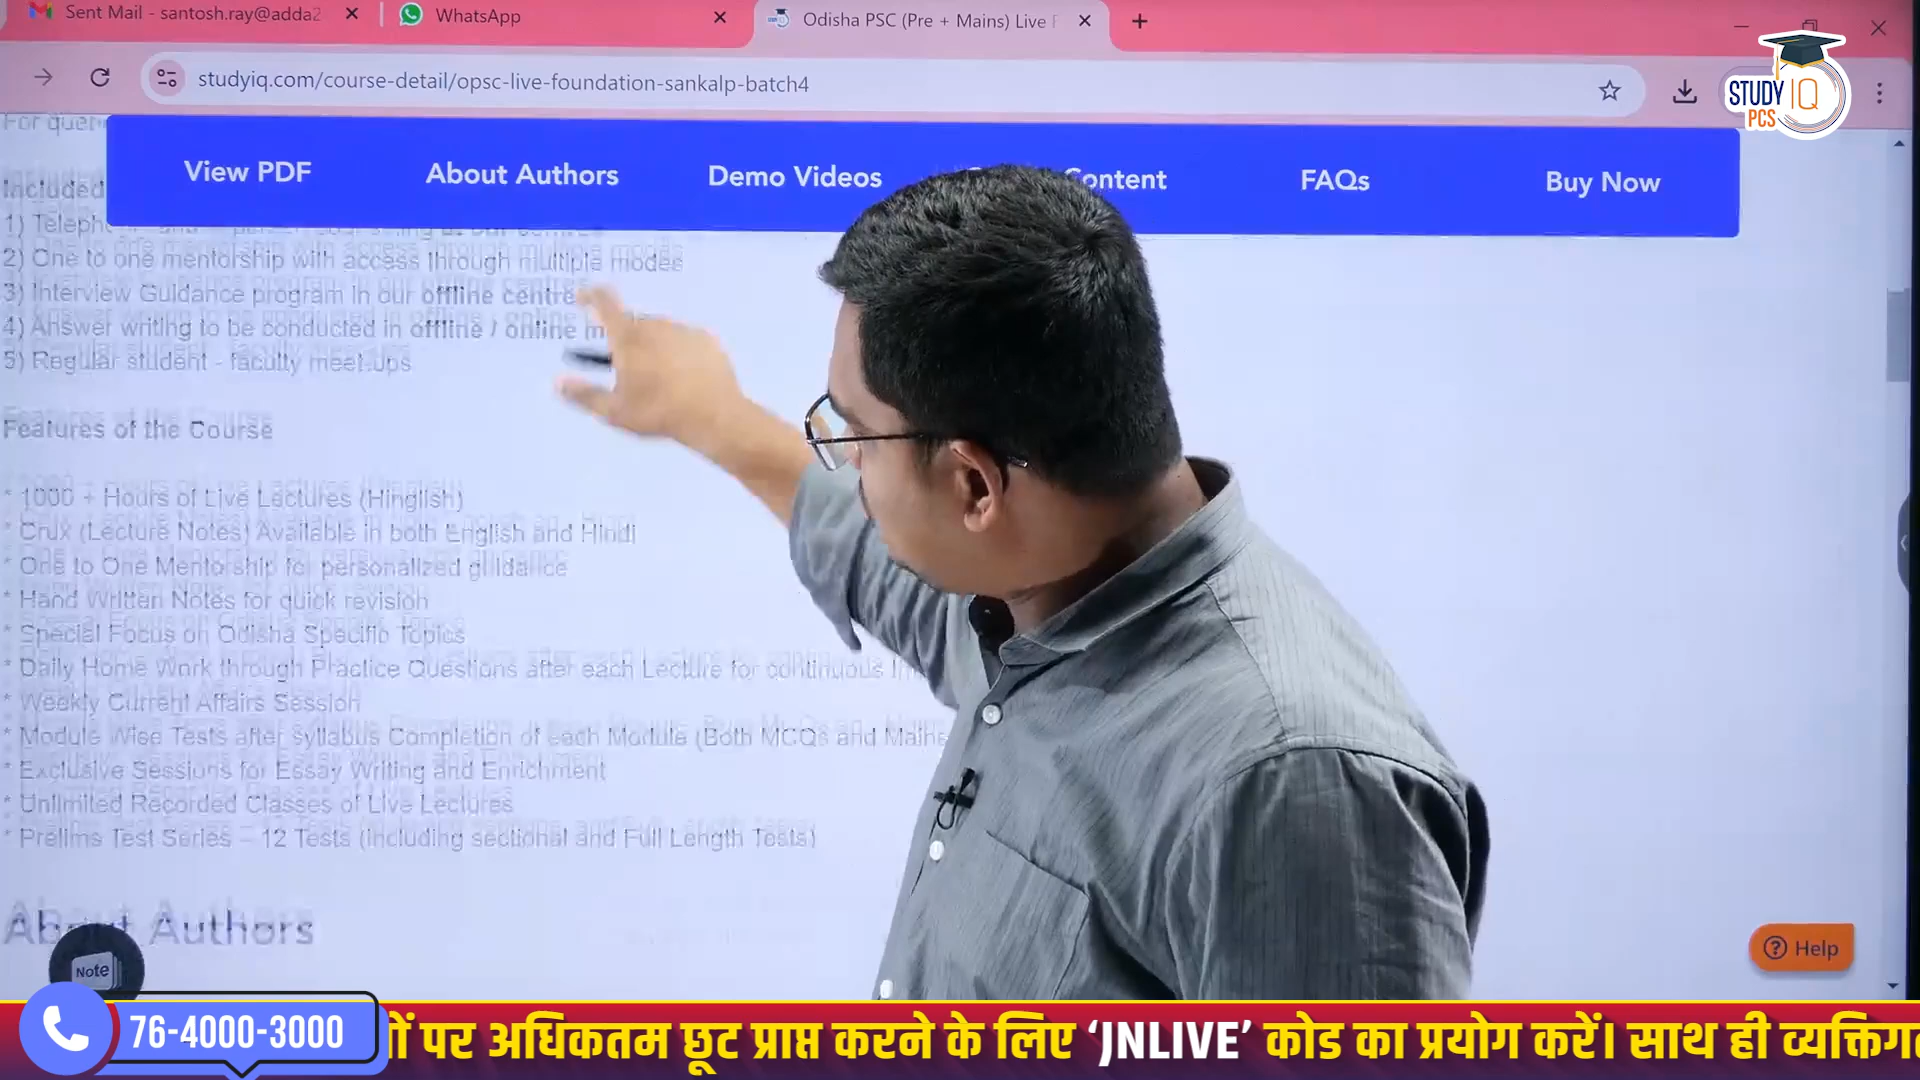 Sent Mail - santosh.ray@adda2
WhatsApp
Odisha PSC (Pre + Mains) Live F
studyiq.com/course-detail/opsc-live-foundation-sankalp-batch4
STUDY IQ
PCS
View PDF
About Authors
Demo Videos
Content
FAQs
Buy Now
Included
2) One to one mentorship with access through multiple modes
3) Interview Guidance program in our offline centre
4) Answer writing to be conducted in offline / online
5) Regular student - faculty meet ups
Features of the Course
* 1000 + Hours of Live Lectures (Hinglish)
* Crux (Lecture Notes) Available in both English and Hindi
* One to One Mentorship for personalized guidance
* Hand Written Notes for quick revision
* Special Focus on Odisha Specific Topics
* Daily Home Work through Practice Questions after each Lecture for continuous
* Weekly Current Affairs Session
* Module Wise Tests after syllabus Completion of each Module (Both MCQs and Mains
* Exclusive Sessions for Essay Writing and Enrichment
* Unlimited Recorded Classes of Live Lectures
* Prelims Test Series – 12 Tests (including sectional and Full Length Tests)
About Authors
Note
Help
76-4000-3000
पर अधिकतम छूट प्राप्त करने के लिए ‘JNLIVE’ कोड का प्रयोग करें। साथ ही